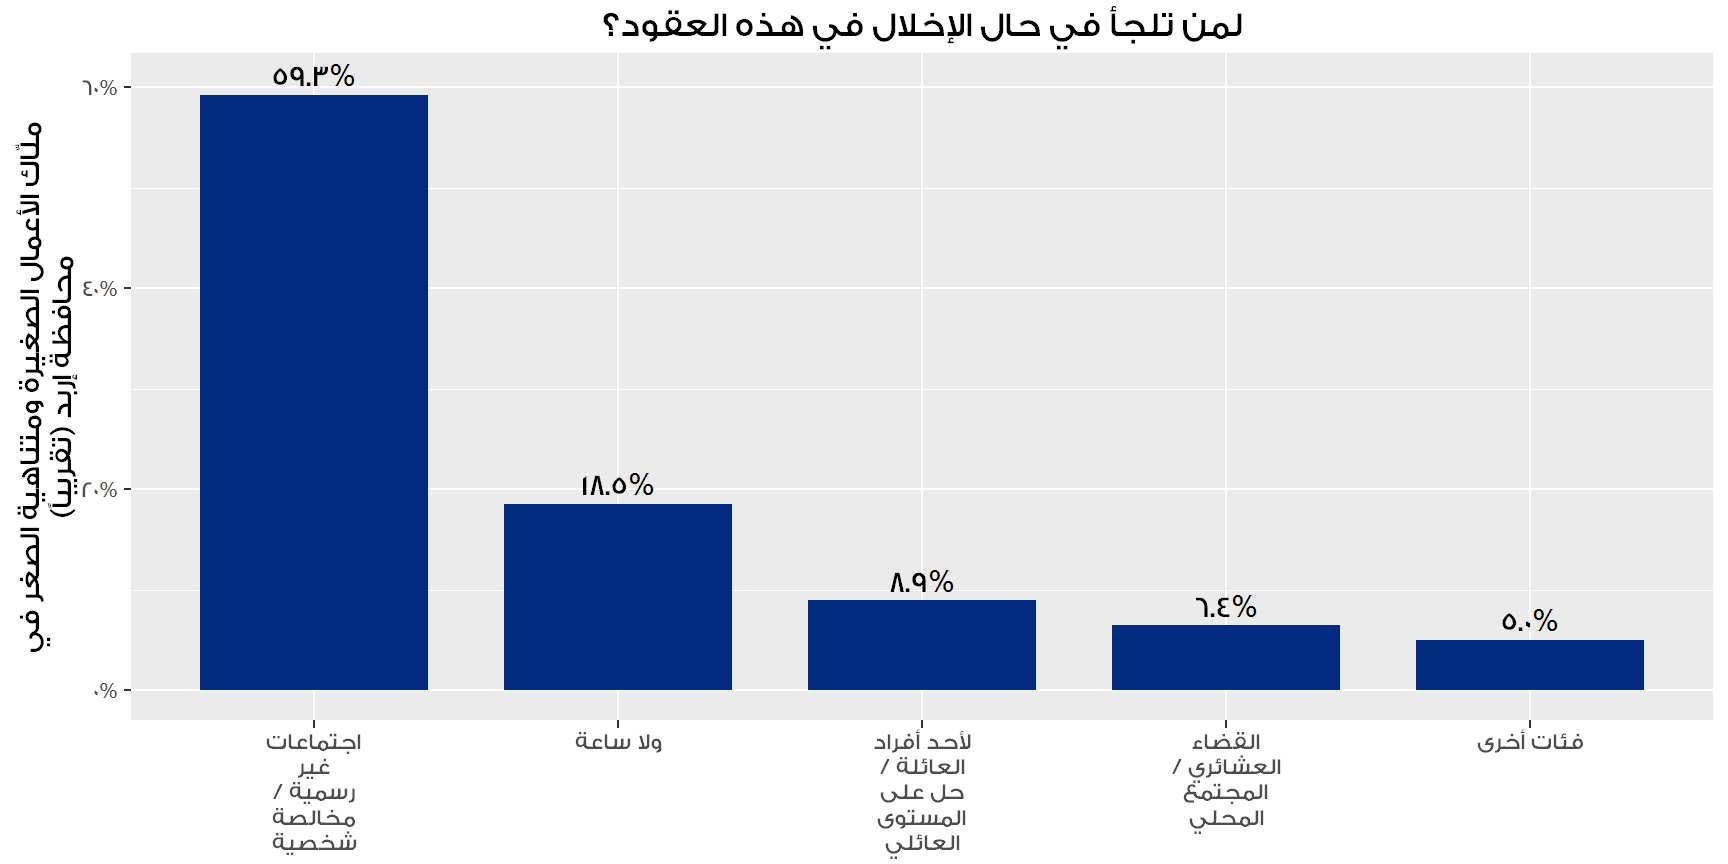 لمن تلجأ في حال الإخلال في هذه العقود؟
ملّاك الأعمال الصغيرة ومتناهية الصغر في
محافظة إربد (تقريباً)
٦٠%
٤٠%
٢٠%
٠%
٥٩.٣%
١٨.٥%
٨.٩%
٦.٤%
٥.٠%
اجتماعات
غير
رسمية /
مخالصة
شخصية
ولا ساعة
لأحد أفراد
العائلة /
حل على
المستوى
العائلي
القضاء
العشائري /
المجتمع
المحلي
فئات أخرى